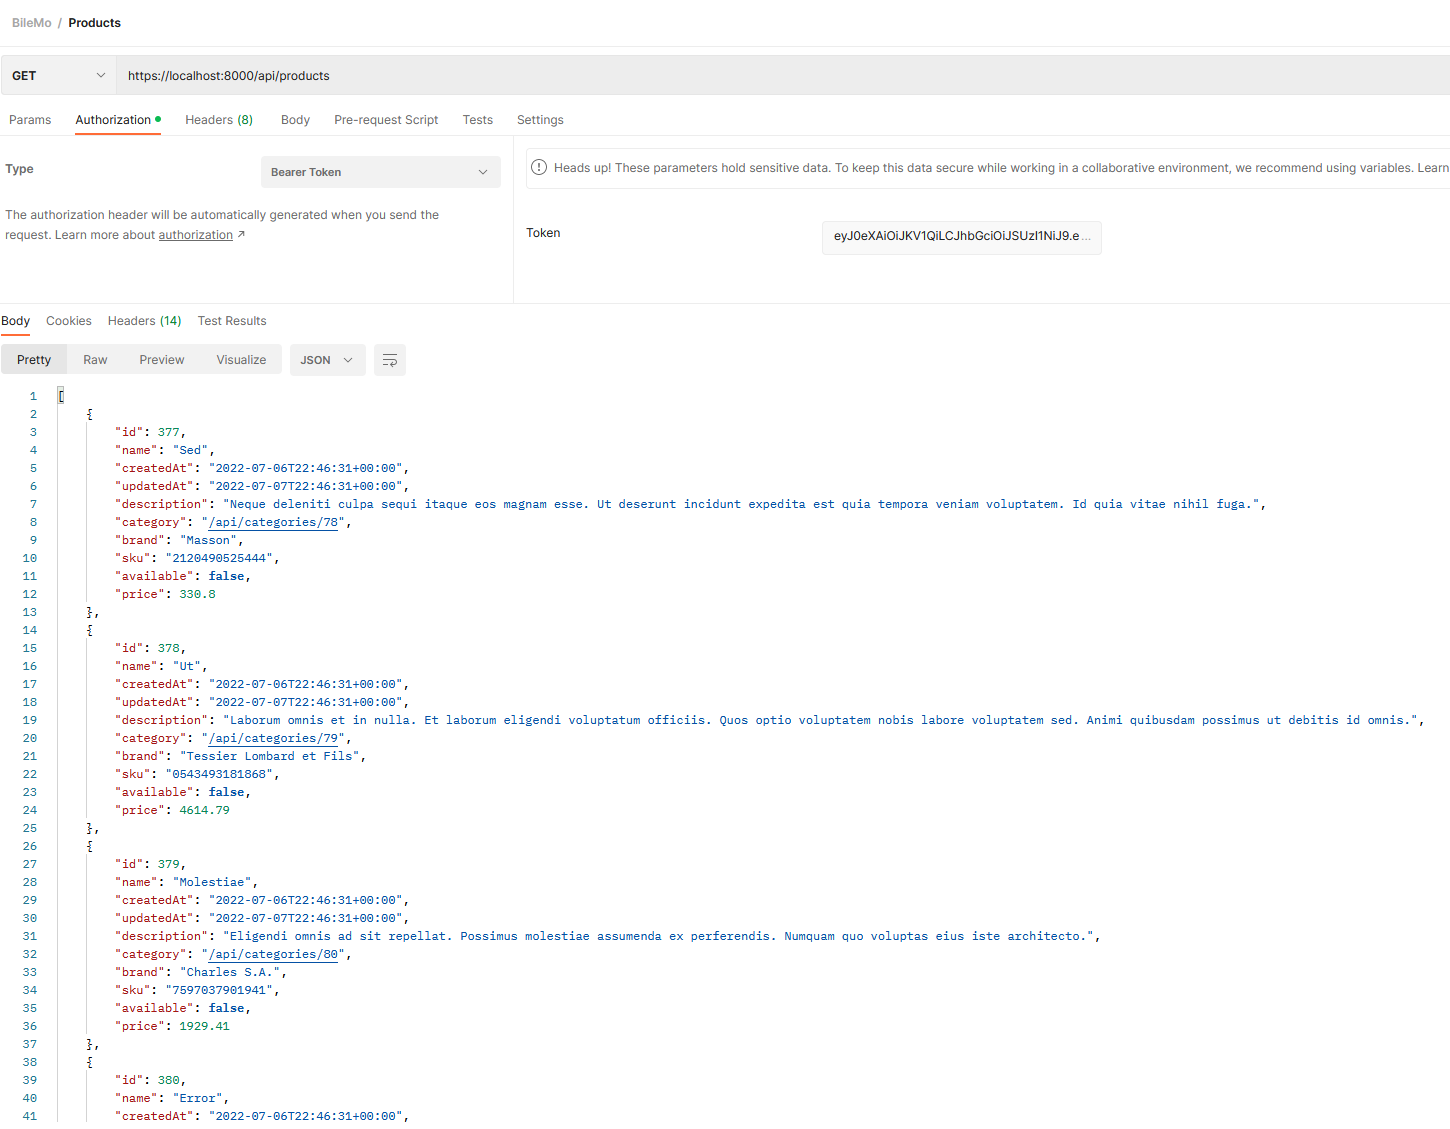 BileMo / Products
GET https://localhost:8000/api/products
Params Authorization Headers (8) Body Pre-request Script Tests Settings
Type Bearer Token
Heads up! These parameters hold sensitive data. To keep this data secure while working in a collaborative environment, we recommend using variables. Learn
The authorization header will be automatically generated when you send the
request. Learn more about authorization ↗
Token eyJ0eXAiOiJKV1QiLCJhbGciOiJSUzI1NiJ9.e ...
Body Cookies Headers (14) Test Results
Pretty Raw Preview Visualize JSON
1 [
2 {
3 "id": 377,
4 "name": "Sed",
5 "createdAt": "2022-07-06T22:46:31+00:00",
6 "updatedAt": "2022-07-07T22:46:31+00:00",
7 "description": "Neque deleniti culpa sequi itaque eos magnam esse. Ut deserunt incidunt expedita est quia tempora veniam voluptatem. Id quia vitae nihil fuga.",
8 "category": "/api/categories/78",
9 "brand": "Masson",
10 "sku": "2120490525444",
11 "available": false,
12 "price": 330.8
13 },
14 {
15 "id": 378,
16 "name": "Ut",
17 "createdAt": "2022-07-06T22:46:31+00:00",
18 "updatedAt": "2022-07-07T22:46:31+00:00",
19 "description": "Laborum omnis et in nulla. Et laborum eligendi voluptatum officiis. Quos optio voluptatem nobis labore voluptatem sed. Animi quibusdam possimus ut debitis id omnis.",
20 "category": "/api/categories/79",
21 "brand": "Tessier Lombard et Fils",
22 "sku": "0543493181868",
23 "available": false,
24 "price": 4614.79
25 },
26 {
27 "id": 379,
28 "name": "Molestiae",
29 "createdAt": "2022-07-06T22:46:31+00:00",
30 "updatedAt": "2022-07-07T22:46:31+00:00",
31 "description": "Eligendi omnis ad sit repellat. Possimus molestiae assumenda ex perferendis. Numquam quo voluptas eius iste architecto.",
32 "category": "/api/categories/80",
33 "brand": "Charles S.A.",
34 "sku": "7597037901941",
35 "available": false,
36 "price": 1929.41
37 },
38 {
39 "id": 380,
40 "name": "Error",
41 "createdAt": "2022-07-06T22:46:31+00:00",